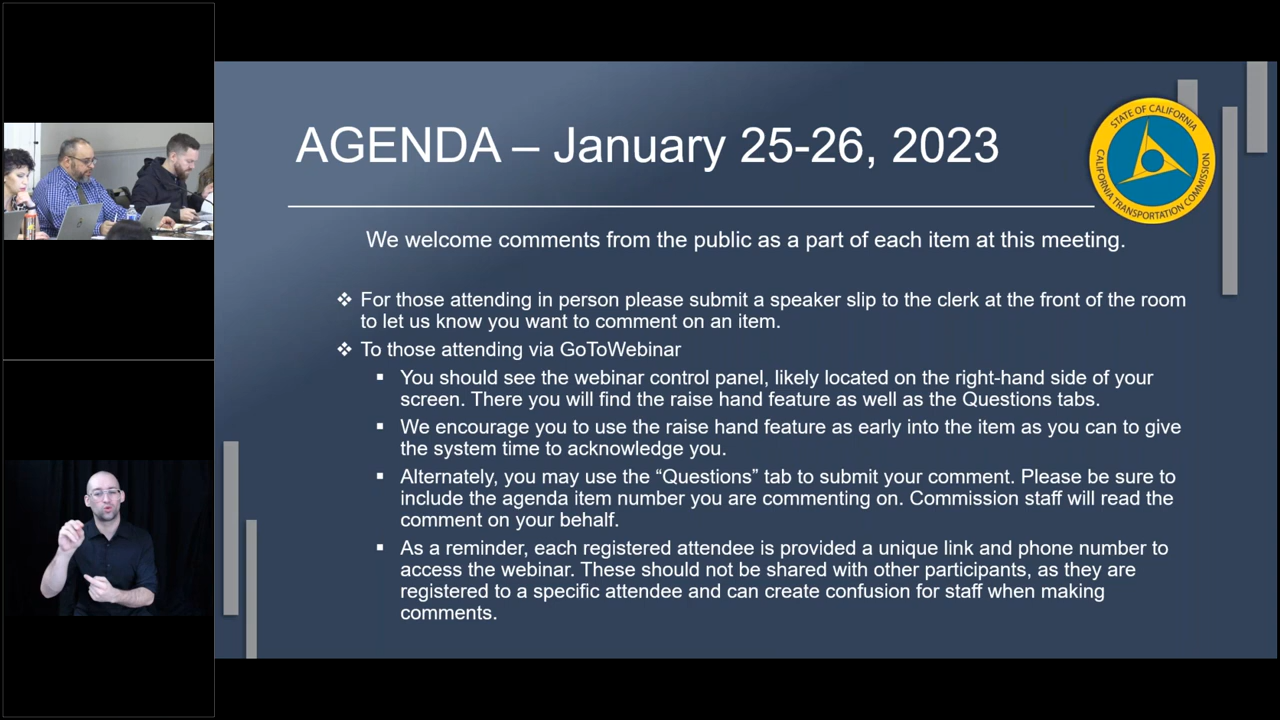 AGENDA – January 25-26, 2023
STATE OF CALIFORNIA
CALIFORNIA TRANSPORTATION COMMISSION
We welcome comments from the public as a part of each item at this meeting.
❖ For those attending in person please submit a speaker slip to the clerk at the front of the room
to let us know you want to comment on an item.
❖ To those attending via GoToWebinar
▪ You should see the webinar control panel, likely located on the right-hand side of your
screen. There you will find the raise hand feature as well as the Questions tabs.
▪ We encourage you to use the raise hand feature as early into the item as you can to give
the system time to acknowledge you.
▪ Alternately, you may use the “Questions” tab to submit your comment. Please be sure to
include the agenda item number you are commenting on. Commission staff will read the
comment on your behalf.
▪ As a reminder, each registered attendee is provided a unique link and phone number to
access the webinar. These should not be shared with other participants, as they are
registered to a specific attendee and can create confusion for staff when making
comments.